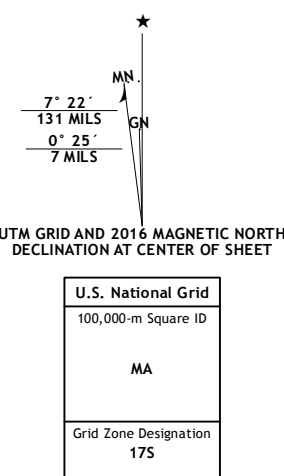 ★
MN
7° 22´
131 MILS
GN
0° 25´
7 MILS
UTM GRID AND 2016 MAGNETIC NORTH
DECLINATION AT CENTER OF SHEET
U.S. National Grid
100,000-m Square ID
MA
Grid Zone Designation
17S